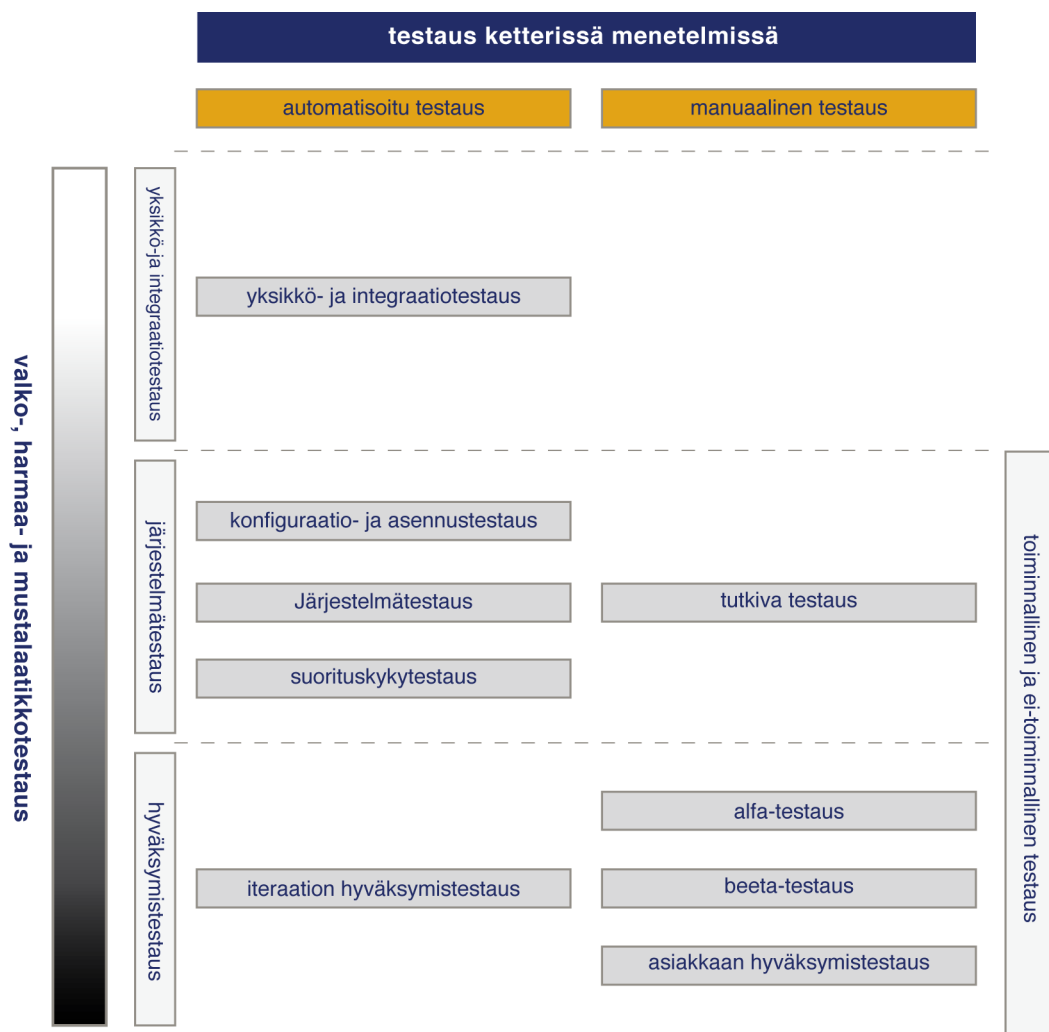 testaus ketterissä menetelmissä
automatisoitu testaus
manuaalinen testaus
valko-, harmaa- ja mustalaatikkotestaus
yksikkö-ja integraatiotestaus
yksikkö- ja integraatiotestaus
järjestelmätestaus
konfiguraatio- ja asennustestaus
Järjestelmätestaus
tutkiva testaus
suorituskykytestaus
toiminnallinen ja ei-toiminnallinen testaus
hyväksymistestaus
alfa-testaus
iteraation hyväksymistestaus
beeta-testaus
asiakkaan hyväksymistestaus